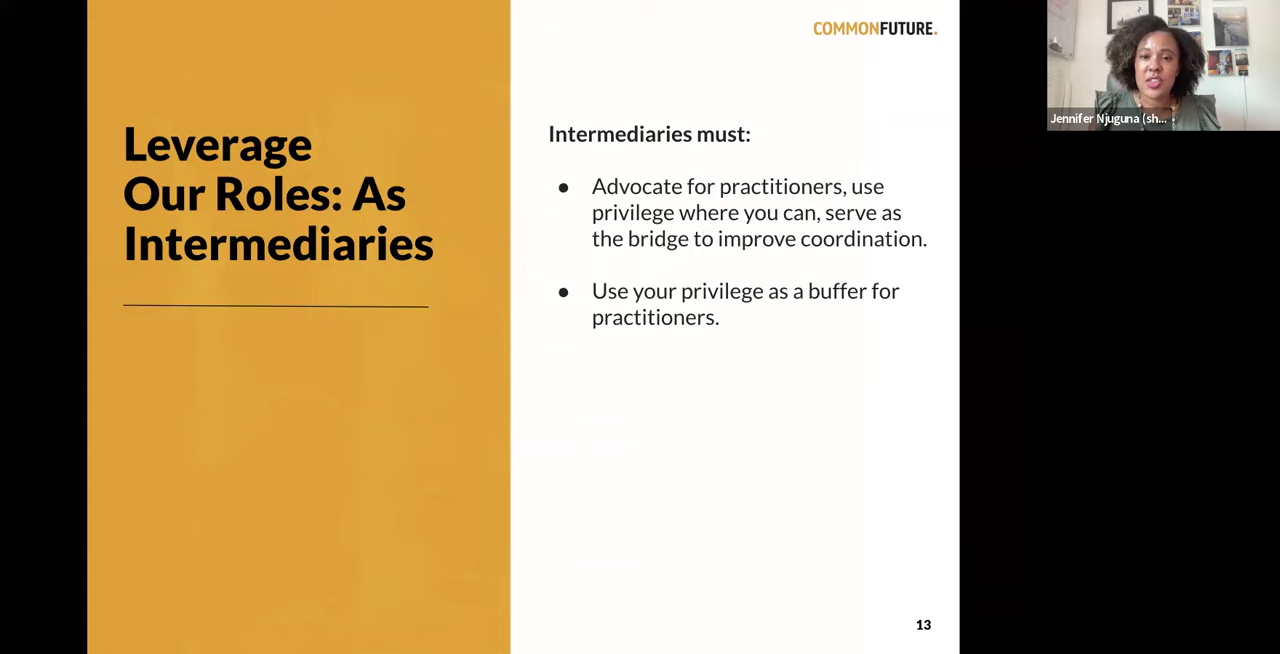 COMMONFUTURE.
Leverage
Our Roles: As
Intermediaries
Intermediaries must:
● Advocate for practitioners, use
privilege where you can, serve as
the bridge to improve coordination.
● Use your privilege as a buffer for
practitioners.
13
Jennifer Njuguna (sh...